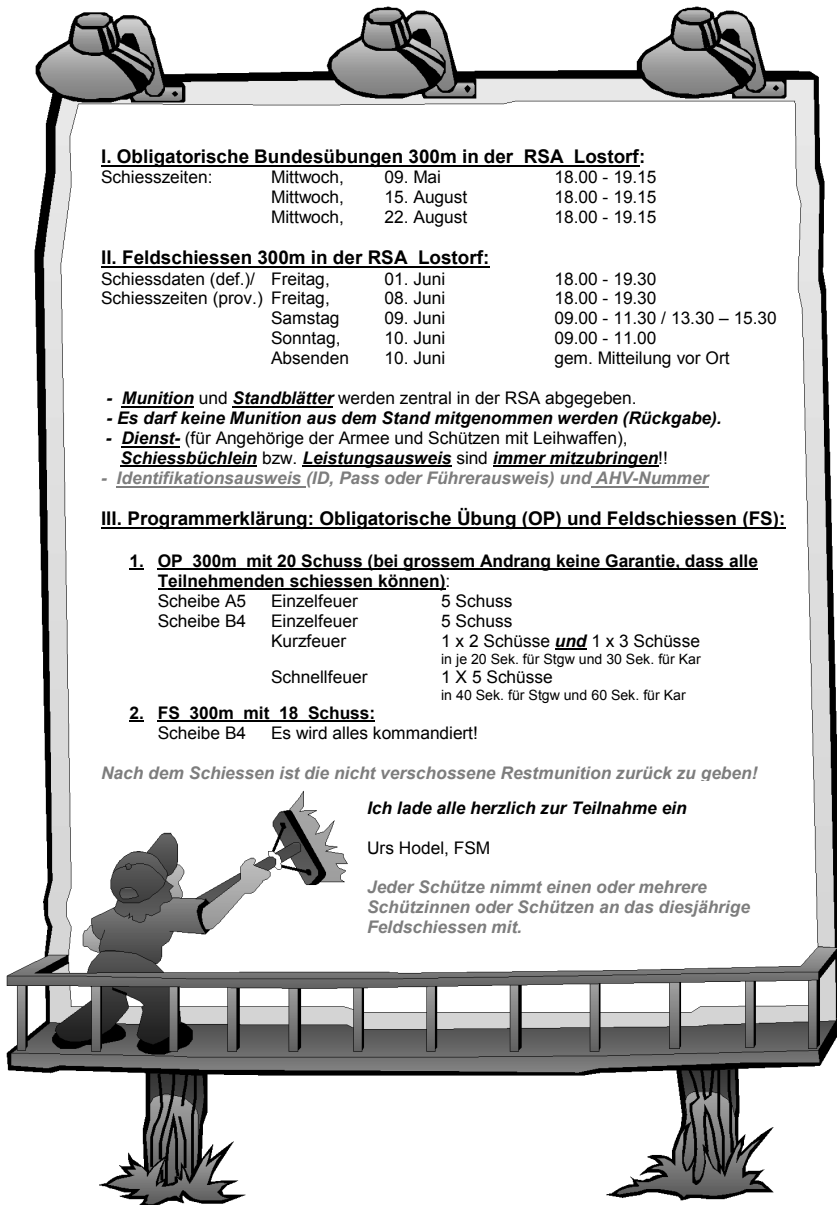 I. Obligatorische Bundesübungen 300m in der RSA Lostorf:
Schiesszeiten: Mittwoch, 09. Mai 18.00 - 19.15
Mittwoch, 15. August 18.00 - 19.15
Mittwoch, 22. August 18.00 - 19.15
II. Feldschiessen 300m in der RSA Lostorf:
Schiessdaten (def.)/ Freitag, 01. Juni 18.00 - 19.30
Schiesszeiten (prov.) Freitag, 08. Juni 18.00 - 19.30
Samstag 09. Juni 09.00 - 11.30 / 13.30 – 15.30
Sonntag, 10. Juni 09.00 - 11.00
Absenden 10. Juni gem. Mitteilung vor Ort
- Munition und Standblätter werden zentral in der RSA abgegeben.
- Es darf keine Munition aus dem Stand mitgenommen werden (Rückgabe).
- Dienst- (für Angehörige der Armee und Schützen mit Leihwaffen),
Schiessbüchlein bzw. Leistungsausweis sind immer mitzubringen!!
- Identifikationsausweis (ID, Pass oder Führerausweis) und AHV-Nummer
III. Programmerklärung: Obligatorische Übung (OP) und Feldschiessen (FS):
1. OP 300m mit 20 Schuss (bei grossem Andrang keine Garantie, dass alle
Teilnehmenden schiessen können):
Scheibe A5 Einzelfeuer 5 Schuss
Scheibe B4 Einzelfeuer 5 Schuss
Kurzfeuer 1 x 2 Schüsse und 1 x 3 Schüsse
in je 20 Sek. für Stgw und 30 Sek. für Kar
Schnellfeuer 1 X 5 Schüsse
in 40 Sek. für Stgw und 60 Sek. für Kar
2. FS 300m mit 18 Schuss:
Scheibe B4 Es wird alles kommandiert!
Nach dem Schiessen ist die nicht verschossene Restmunition zurück zu geben!
Ich lade alle herzlich zur Teilnahme ein
Urs Hodel, FSM
Jeder Schütze nimmt einen oder mehrere
Schützinnen oder Schützen an das diesjährige
Feldschiessen mit.